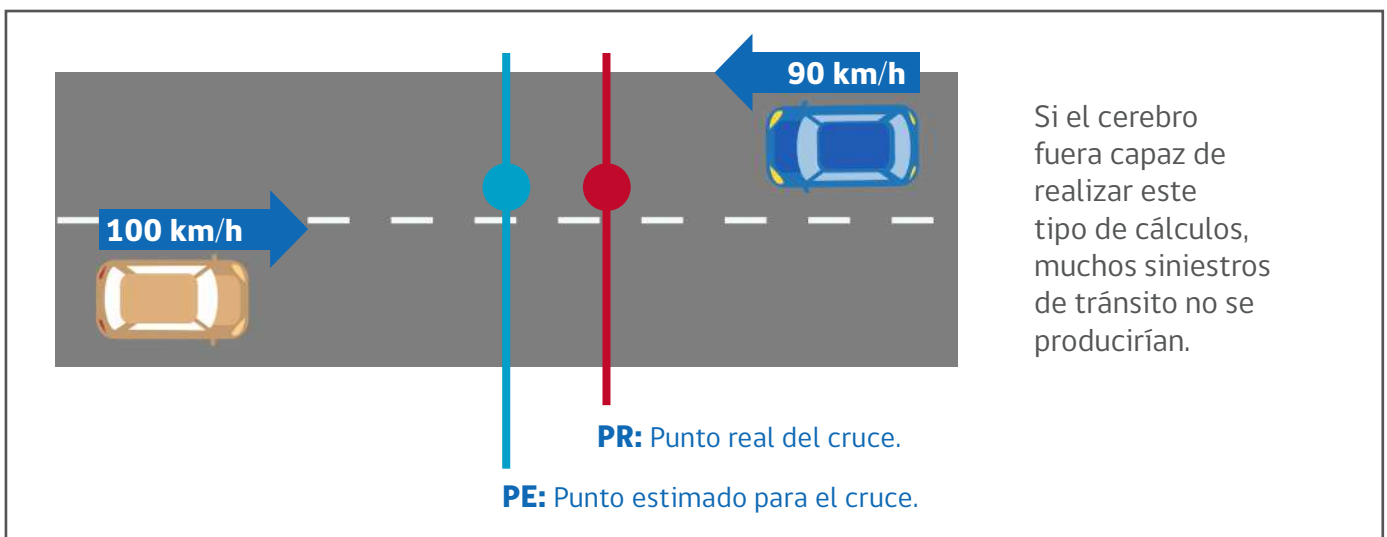 90 km/h
100 km/h
Si el cerebro
fuera capaz de
realizar este
tipo de cálculos,
muchos siniestros
de tránsito no se
producirían.
PR: Punto real del cruce.
PE: Punto estimado para el cruce.